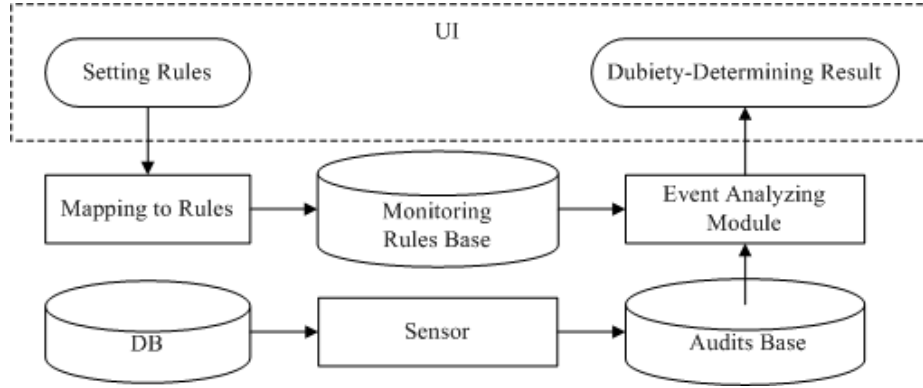 UI
Setting Rules
Dubiety-Determining Result
Mapping to Rules
Monitoring
Rules Base
Event Analyzing
Module
DB
Sensor
Audits Base